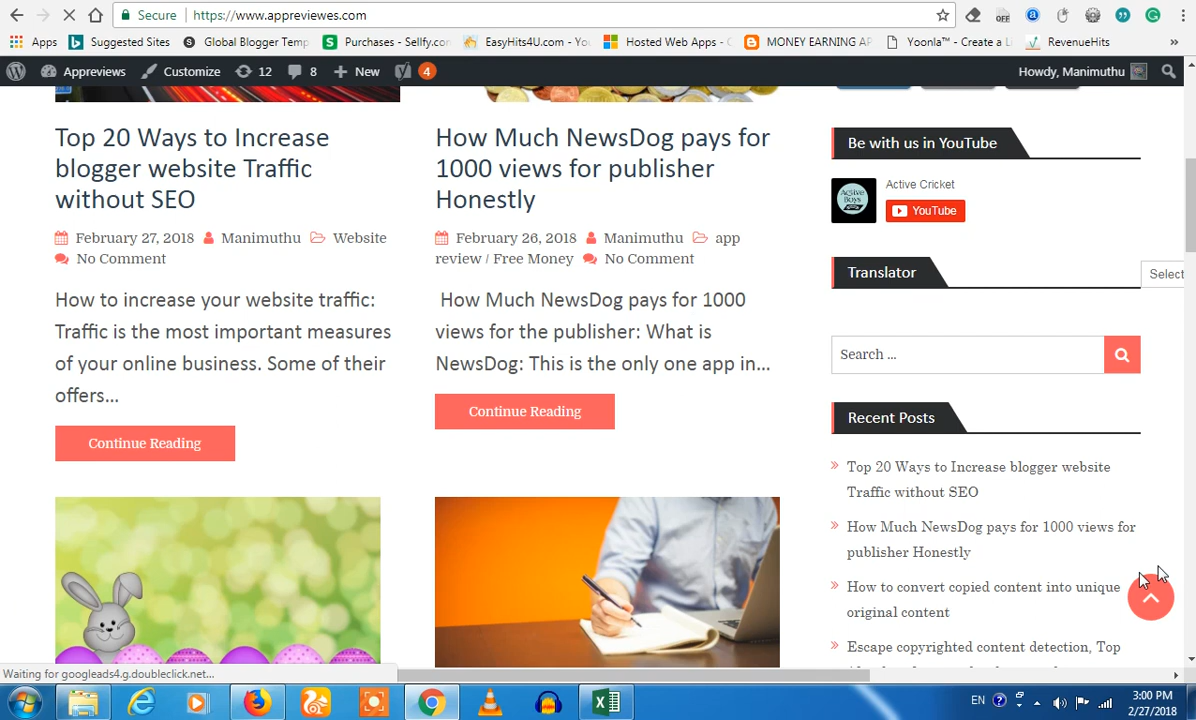 Secure https://www.appreviewes.com
Apps Suggested Sites Global Blogger Temp Purchases - Sellfy.co EasyHits4U.com - Yo Hosted Web Apps - MONEY EARNING AP Yoonla™ - Create a L RevenueHits »
Appreviews Customize 12 8 New 4 Howdy, Manimuthu
Top 20 Ways to Increase
blogger website Traffic
without SEO
February 27, 2018 Manimuthu Website
No Comment
How to increase your website traffic:
Traffic is the most important measures
of your online business. Some of their
offers...
Continue Reading
How Much NewsDog pays for
1000 views for publisher
Honestly
February 26, 2018 Manimuthu app
review / Free Money No Comment
How Much NewsDog pays for 1000
views for the publisher: What is
NewsDog: This is the only one app in...
Continue Reading
Be with us in YouTube
Active Cricket
YouTube
Translator
Select
Search ...
Recent Posts
Top 20 Ways to Increase blogger website
Traffic without SEO
How Much NewsDog pays for 1000 views for
publisher Honestly
How to convert copied content into unique
original content
Escape copyrighted content detection, Top
Waiting for googleads4.g.doubleclick.net...
EN 3:00 PM
2/27/2018